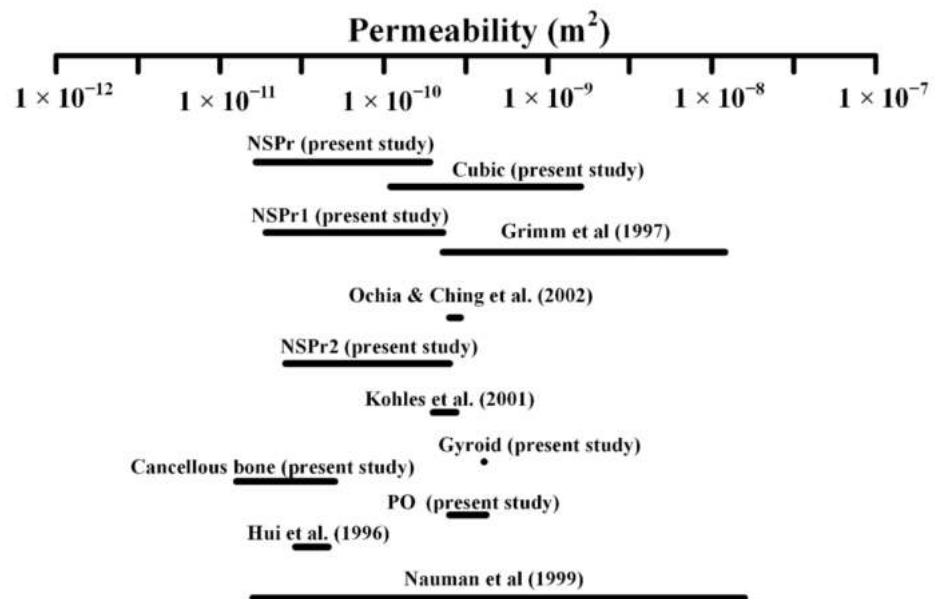 Permeability (m²)
1 × 10⁻¹² 1 × 10⁻¹¹ 1 × 10⁻¹⁰ 1 × 10⁻⁹ 1 × 10⁻⁸ 1 × 10⁻⁷
NSPr (present study)
Cubic (present study)
NSPr1 (present study)
Grimm et al (1997)
Ochia & Ching et al. (2002)
NSPr2 (present study)
Kohles et al. (2001)
Gyroid (present study)
Cancellous bone (present study)
PO (present study)
Hui et al. (1996)
Nauman et al (1999)